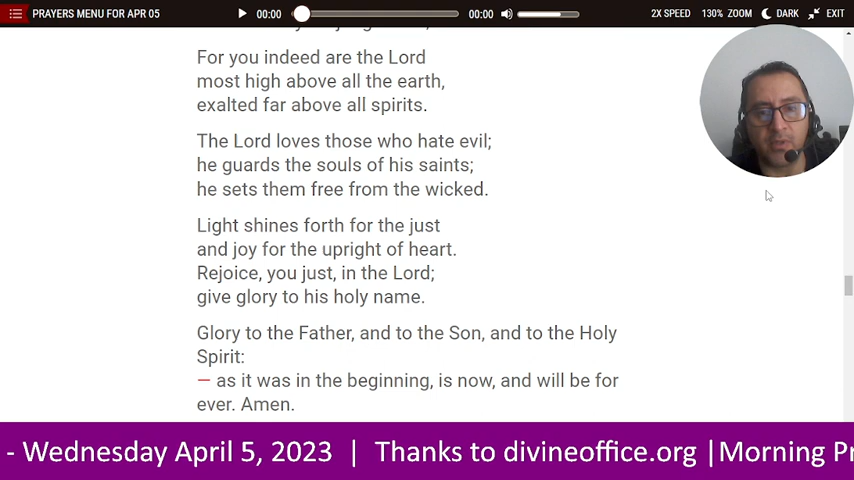 PRAYERS MENU FOR APR 05
00:00
00:00
2X SPEED
130% ZOOM
DARK
EXIT
For you indeed are the Lord
most high above all the earth,
exalted far above all spirits.
The Lord loves those who hate evil;
he guards the souls of his saints;
he sets them free from the wicked.
Light shines forth for the just
and joy for the upright of heart.
Rejoice, you just, in the Lord;
give glory to his holy name.
Glory to the Father, and to the Son, and to the Holy
Spirit:
— as it was in the beginning, is now, and will be for
ever. Amen.
- Wednesday April 5, 2023 | Thanks to divineoffice.org |Morning Pr